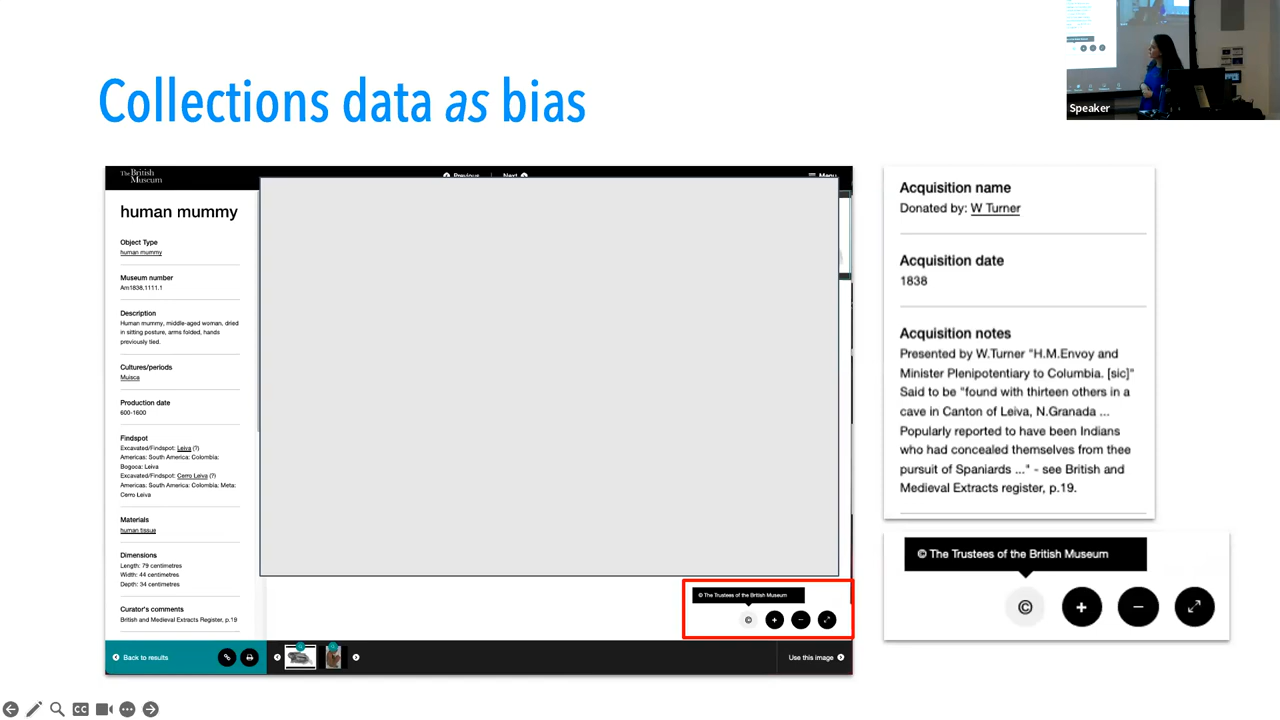 Collections data as bias
Speaker
The British
Museum
Previous
Next
Menu
human mummy
Object Type
human mummy
Museum number
Am1838,1111.1
Description
Human mummy, middle-aged woman, dried
in sitting posture, arms folded, hands
previously tied.
Cultures/periods
Muisca
Production date
600-1600
Findspot
Excavated/Findspot: Leiva (?)
Americas: South America: Colombia;
Bogoca: Leiva
Excavated/Findspot: Cerro Leiva (?)
Americas: South America: Colombia; Meta:
Cerro Leiva
Materials
human tissue
Dimensions
Length: 79 centimetres
Width: 44 centimetres
Depth: 34 centimetres
Curator's comments
British and Medieval Extracts Register, p.19
© The Trustees of the British Museum
©
Back to results
Use this image
Acquisition name
Donated by: W Turner
Acquisition date
1838
Acquisition notes
Presented by W.Turner "H.M.Envoy and
Minister Plenipotentiary to Columbia. [sic]"
Said to be "found with thirteen others in a
cave in Canton of Leiva, N.Granada ...
Popularly reported to have been Indians
who had concealed themselves from thee
pursuit of Spaniards ..." - see British and
Medieval Extracts register, p.19.
© The Trustees of the British Museum
©
CC